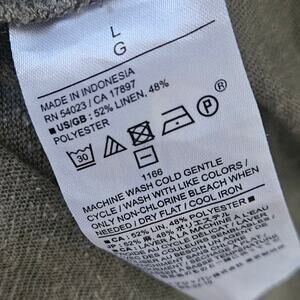 L
G
MADE IN INDONESIA
RN 54023 / CA 17897
■ US/GB : 52% LINEN, 48%
POLYESTER
30 P ®
1166
MACHINE WASH COLD GENTLE
CYCLE / WASH WITH LIKE COLORS /
ONLY NON-CHLORINE BLEACH WHEN
NEEDED / DRY FLAT / COOL IRON
■ CA : 52% LIN, 48% POLYESTER ■